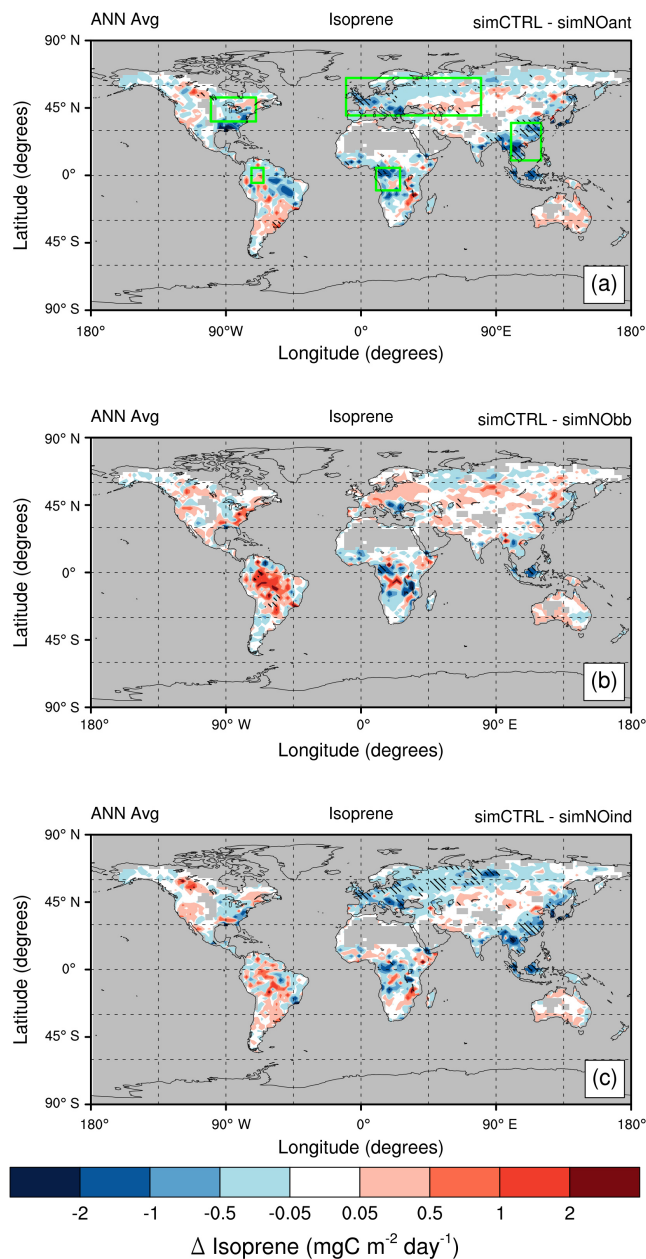 ANN Avg Isoprene simCTRL - simNOant
90° N
45° N
0°
45° S
90° S
Latitude (degrees)
(a)
180° 90°W 0° 90° E 180°
Longitude (degrees)
ANN Avg Isoprene simCTRL - simNObb
90° N
45° N
0°
45° S
90° S
Latitude (degrees)
(b)
180° 90° W 0° 90° E 180°
Longitude (degrees)
ANN Avg Isoprene simCTRL - simNOind
90° N
45° N
0°
45° S
90° S
Latitude (degrees)
(c)
180° 90° W 0° 90° E 180°
Longitude (degrees)
-2 -1 -0.5 -0.05 0.05 0.5 1 2
Δ Isoprene (mgC m⁻² day⁻¹)